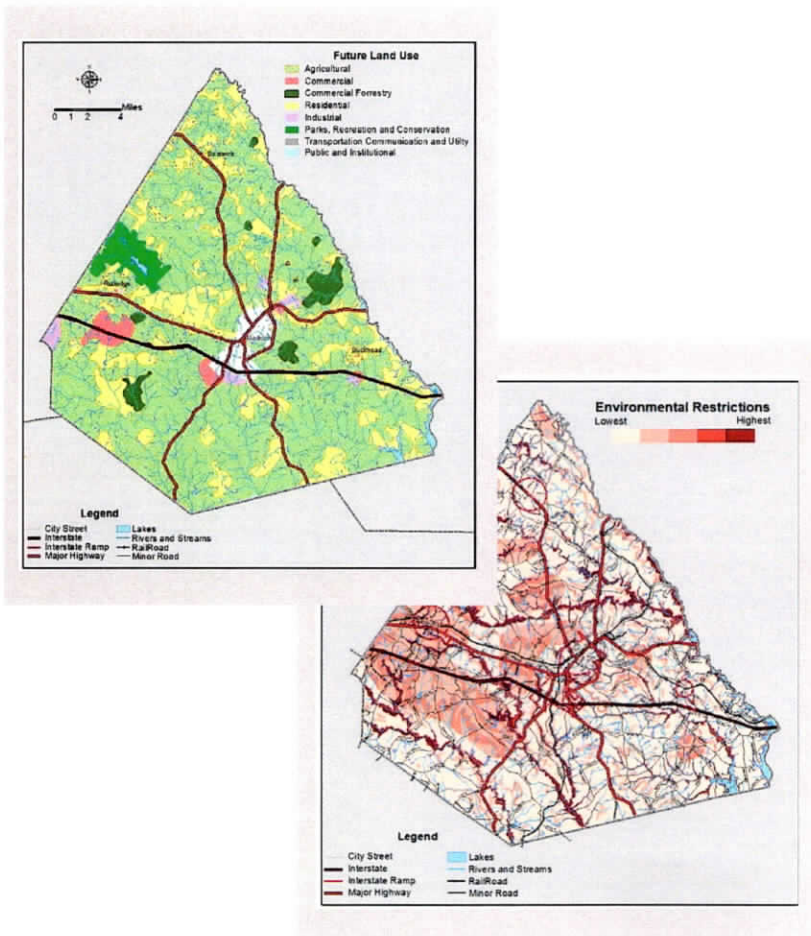 Future Land Use
Agricultural
Commercial
Commercial Forrestry
Residential
Industrial
Parks, Recreation and Conservation
Transportation Communication and Utility
Public and Institutional
Miles
0 1 2 4
Rutledge
Buckhead
Legend
City Street
Interstate
Interstate Ramp
Major Highway
Lakes
Rivers and Streams
RailRoad
Minor Road
Environmental Restrictions
Lowest Highest
Legend
City Street
Interstate
Interstate Ramp
Major Highway
Lakes
Rivers and Streams
RailRoad
Minor Road